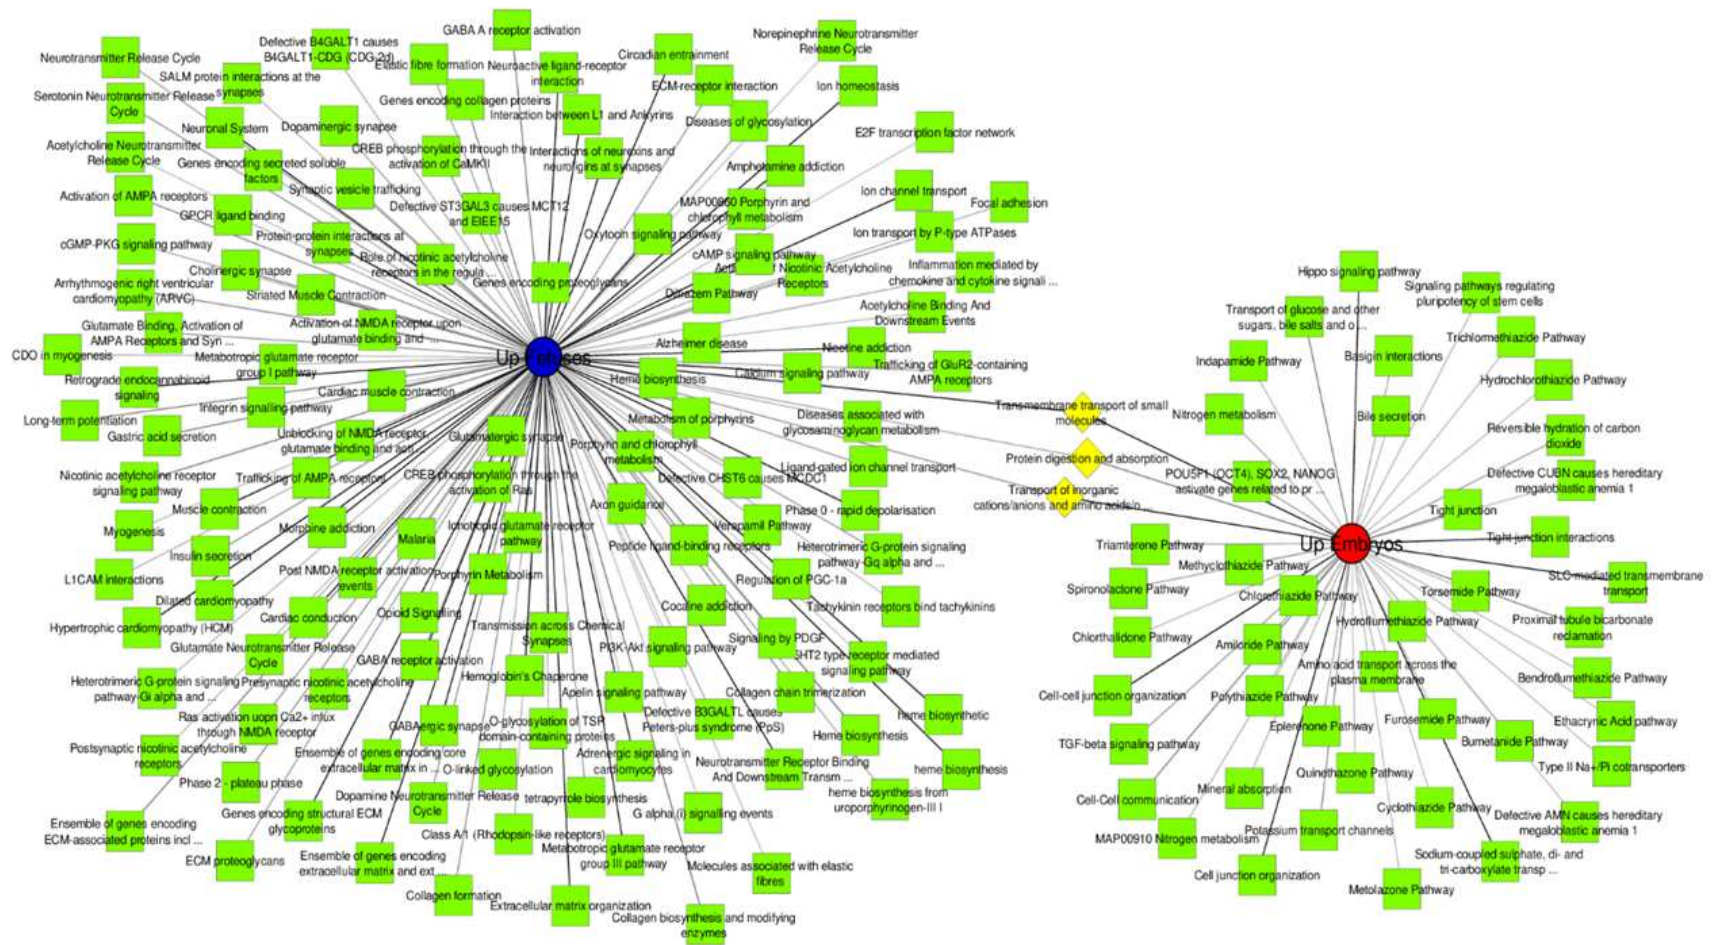 GABA A receptor activation
Defective B4GALT1 causes
B4GALT1-CDG (CDG-2d)
Neurotransmitter Release Cycle
Elastic fibre formation
Neuroactive ligand-receptor
interaction
Circadian entrainment
Norepinephrine Neurotransmitter
Release Cycle
SALM protein interactions at the
synapses
Serotonin Neurotransmitter Release
Cycle
Genes encoding collagen proteins
ECM-receptor interaction
Ion homeostasis
Interaction between L1 and Ankyrins
Neuronal System
Dopaminergic synapse
Diseases of glycosylation
E2F transcription factor network
Acetylcholine Neurotransmitter
Release Cycle
Genes encoding secreted soluble
factors
CREB phosphorylation through the
activation of CaMKII
Interactions of neurexins and
neuroligins at synapses
Amphetamine addiction
Activation of AMPA receptors
Synaptic vesicle trafficking
Ion channel transport
Focal adhesion
GPCR ligand binding
Defective ST3GAL3 causes MCT12
and EIEE15
MAP00860 Porphyrin and
chlorophyll metabolism
cGMP-PKG signaling pathway
Protein-protein interactions at
synapses
Oxytocin signaling pathway
Ion transport by P-type ATPases
Role of nicotinic acetylcholine
receptors in the regula ...
cAMP signaling pathway
Cholinergic synapse
Nicotinic Acetylcholine
Receptors
Inflammation mediated by
chemokine and cytokine signali ...
Arrhythmogenic right ventricular
cardiomyopathy (ARVC)
Striated Muscle Contraction
Genes encoding proteoglycans
Diltiazem Pathway
Acetylcholine Binding And
Downstream Events
Glutamate Binding, Activation of
AMPA Receptors and Syn ...
Activation of NMDA receptor upon
glutamate binding and ...
CDO in myogenesis
Metabotropic glutamate receptor
group I pathway
Up Fetuses
Alzheimer disease
Nicotine addiction
Retrograde endocannabinoid
signaling
Cardiac muscle contraction
Heme biosynthesis
Calcium signaling pathway
Trafficking of GluR2-containing
AMPA receptors
Long-term potentiation
Integrin signalling pathway
Gastric acid secretion
Unblocking of NMDA receptor,
glutamate binding and acti...
Glutamatergic synapse
Metabolism of porphyrins
Diseases associated with
glycosaminoglycan metabolism
Porphyrin and chlorophyll
metabolism
Nicotinic acetylcholine receptor
signaling pathway
Trafficking of AMPA receptors
CREB phosphorylation through the
activation of Ras
Defective CHST6 causes MCDC1
Ligand-gated ion channel transport
Muscle contraction
Axon guidance
Phase 0 - rapid depolarisation
Myogenesis
Morphine addiction
Malaria
Ionotropic glutamate receptor
pathway
Verapamil Pathway
Insulin secretion
Peptide ligand-binding receptors
Heterotrimeric G-protein signaling
pathway-Gq alpha and ...
L1CAM interactions
Post NMDA receptor activation
events
Porphyrin Metabolism
Regulation of PGC-1a
Dilated cardiomyopathy
Cardiac conduction
Opioid Signalling
Cocaine addiction
Tachykinin receptors bind tachykinins
Hypertrophic cardiomyopathy (HCM)
Transmission across Chemical
Synapses
PI3K-Akt signaling pathway
Signaling by PDGF
5HT2 type receptor mediated
signaling pathway
Glutamate Neurotransmitter Release
Cycle
GABA receptor activation
Hemoglobin's Chaperone
Heterotrimeric G-protein signaling
pathway-Gi alpha and ...
Presynaptic nicotinic acetylcholine
receptors
Apelin signaling pathway
Collagen chain trimerization
Ras activation uopn Ca2+ infux
through NMDA receptor
GABAergic synapse
O-glycosylation of TSR
domain-containing proteins
Defective B3GALTL causes
Peters-plus syndrome (PpS)
heme biosynthetic
Heme biosynthesis
Postsynaptic nicotinic acetylcholine
receptors
Ensemble of genes encoding core
extracellular matrix in ...
O-linked glycosylation
Adrenergic signaling in
cardiomyocytes
Neurotransmitter Receptor Binding
And Downstream Transm ...
heme biosynthesis
Phase 2 - plateau phase
Dopamine Neurotransmitter Release
Cycle
tetrapyrrole biosynthesis
heme biosynthesis from
uroporphyrinogen-III I
Genes encoding structural ECM
glycoproteins
G alpha (i) signalling events
Ensemble of genes encoding
ECM-associated proteins incl ...
Class A/1 (Rhodopsin-like receptors)
Metabotropic glutamate receptor
group III pathway
ECM proteoglycans
Ensemble of genes encoding
extracellular matrix and ext ...
Molecules associated with elastic
fibres
Collagen formation
Extracellular matrix organization
Collagen biosynthesis and modifying
enzymes
Transmembrane transport of small
molecules
Protein digestion and absorption
Transport of inorganic
cations/anions and amino acids/o ...
Hippo signaling pathway
Signaling pathways regulating
pluripotency of stem cells
Transport of glucose and other
sugars, bile salts and o ...
Trichlormethiazide Pathway
Indapamide Pathway
Basigin interactions
Hydrochlorothiazide Pathway
Nitrogen metabolism
Bile secretion
Reversible hydration of carbon
dioxide
POU5F1 (OCT4), SOX2, NANOG
activate genes related to pr ...
Defective CUBN causes hereditary
megaloblastic anemia 1
Tight junction
Triamterene Pathway
Up Embryos
Tight junction interactions
Methyclothiazide Pathway
SLC-mediated transmembrane
transport
Spironolactone Pathway
Chlorothiazide Pathway
Torsemide Pathway
Chlorthalidone Pathway
Hydroflumethiazide Pathway
Proximal tubule bicarbonate
reclamation
Amiloride Pathway
Amino acid transport across the
plasma membrane
Cell-cell junction organization
Polythiazide Pathway
Bendroflumethiazide Pathway
Eplerenone Pathway
Furosemide Pathway
Ethacrynic Acid pathway
TGF-beta signaling pathway
Bumetanide Pathway
Quinethazone Pathway
Type II Na+/Pi cotransporters
Cell-Cell communication
Mineral absorption
Cyclothiazide Pathway
MAP00910 Nitrogen metabolism
Potassium transport channels
Defective AMN causes hereditary
megaloblastic anemia 1
Cell junction organization
Sodium-coupled sulphate, di- and
tri-carboxylate transp ...
Metolazone Pathway